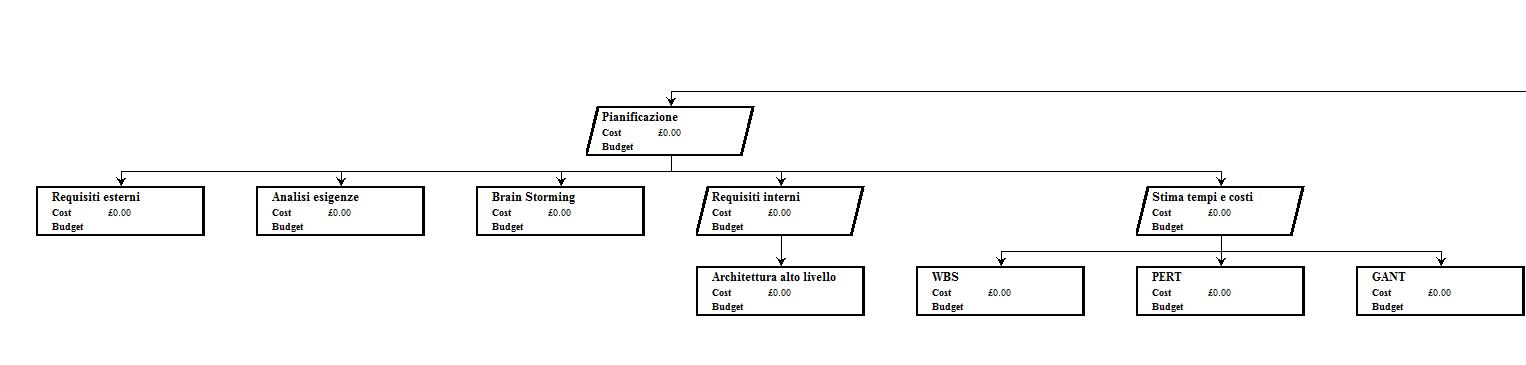 Pianificazione
Cost £0.00
Budget
Requisiti esterni
Cost £0.00
Budget
Analisi esigenze
Cost £0.00
Budget
Brain Storming
Cost £0.00
Budget
Requisiti interni
Cost £0.00
Budget
Stima tempi e costi
Cost £0.00
Budget
Architettura alto livello
Cost £0.00
Budget
WBS
Cost £0.00
Budget
PERT
Cost £0.00
Budget
GANT
Cost £0.00
Budget